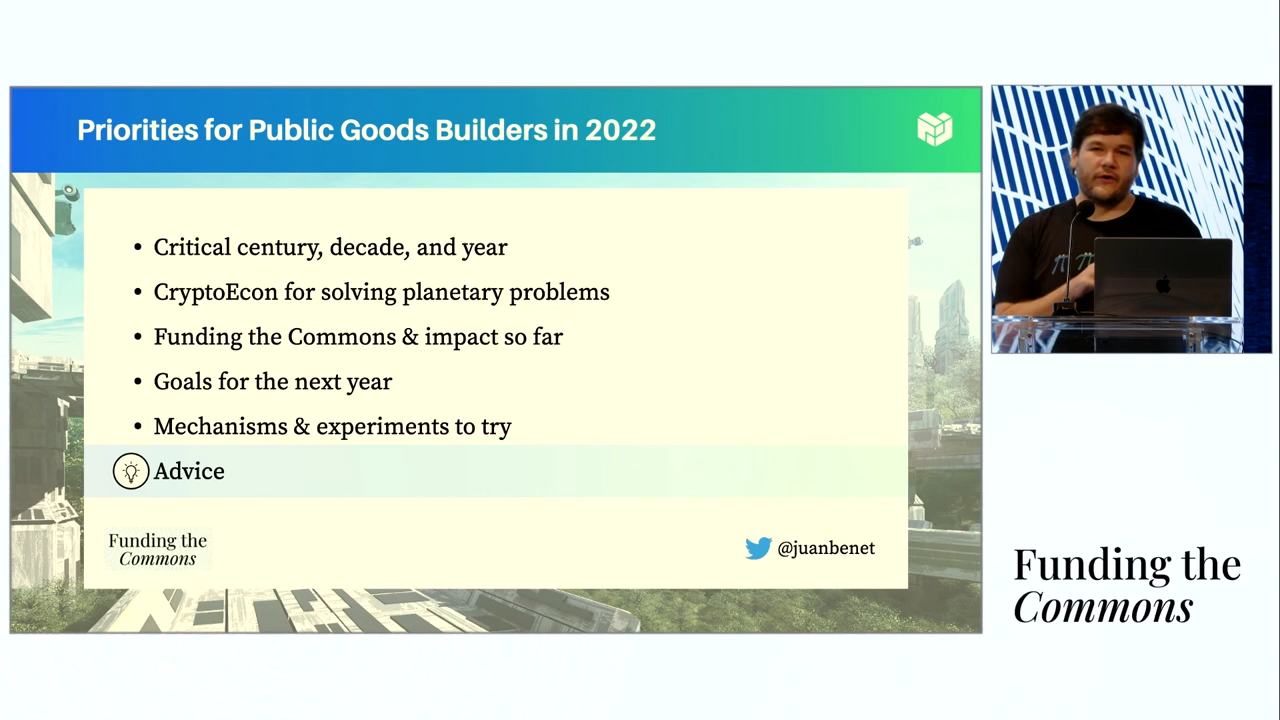 Priorities for Public Goods Builders in 2022
• Critical century, decade, and year
• CryptoEcon for solving planetary problems
• Funding the Commons & impact so far
• Goals for the next year
• Mechanisms & experiments to try
Advice
Funding the
Commons
@juanbenet
Funding the
Commons